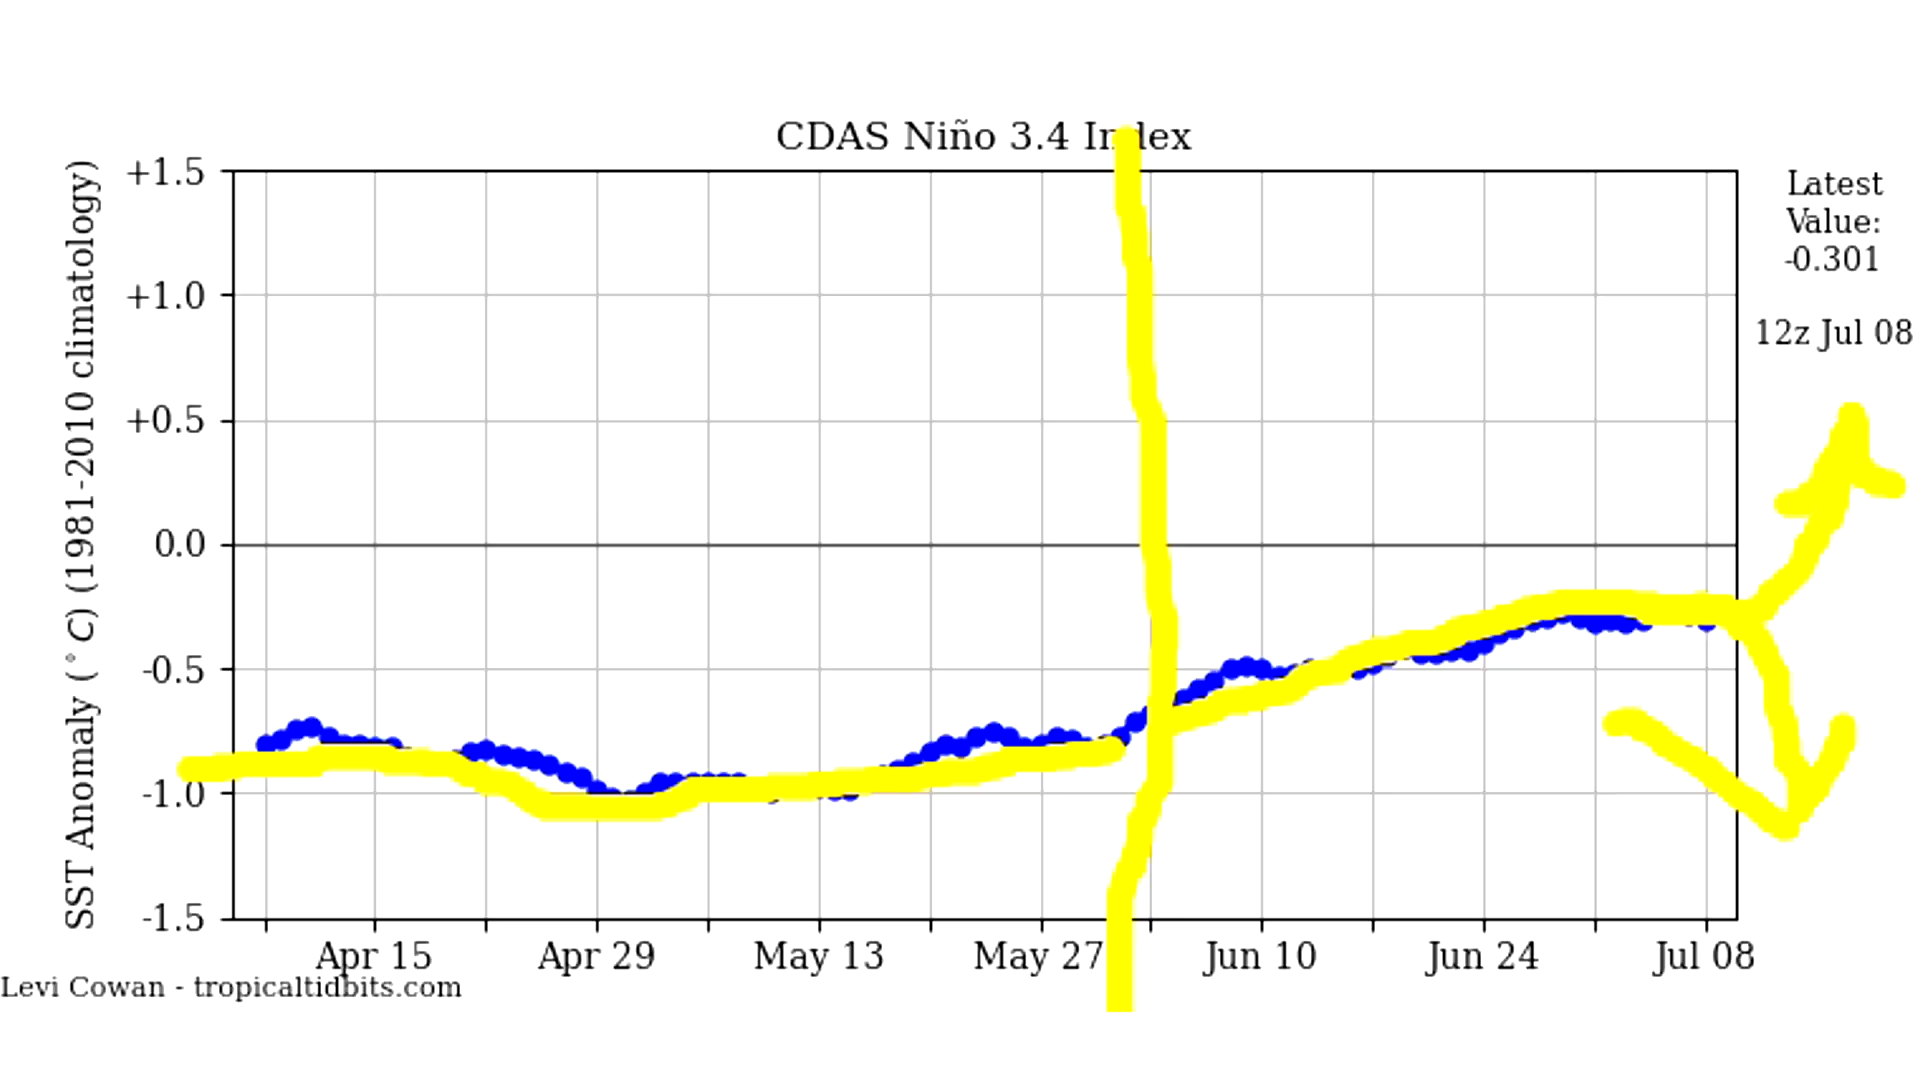 CDAS Niño 3.4 Index
SST Anomaly (°C) (1981-2010 climatology)
+1.5
+1.0
+0.5
0.0
-0.5
-1.0
-1.5
Apr 15
Apr 29
May 13
May 27
Jun 10
Jun 24
Jul 08
Latest
Value:
-0.301
12z Jul 08
Levi Cowan - tropicaltidbits.com